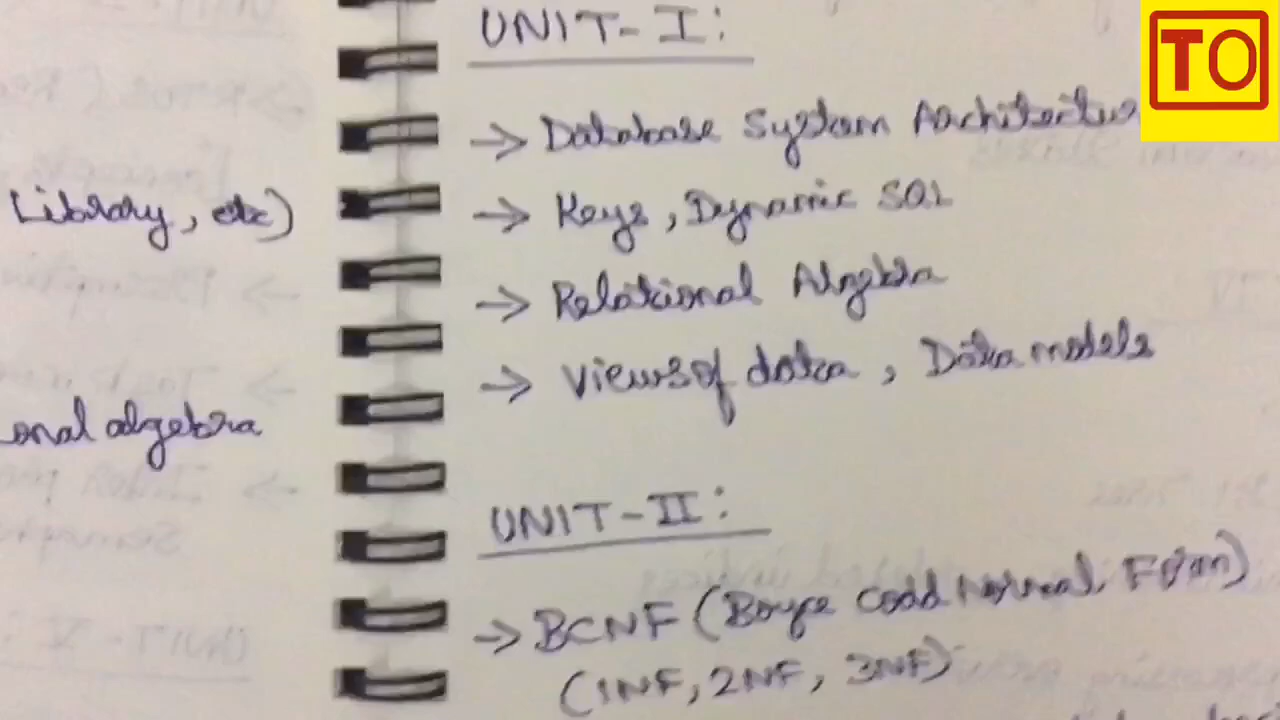 UNIT-I:
→ Database System Architectur
→ Keys, Dynamic SQL
→ Relational Algebra
→ Views of data, Data models
UNIT-II:
→ BCNF (Boyce Codd Normal Form)
(1NF, 2NF, 3NF)
Library, etc)
onal algebra
TO